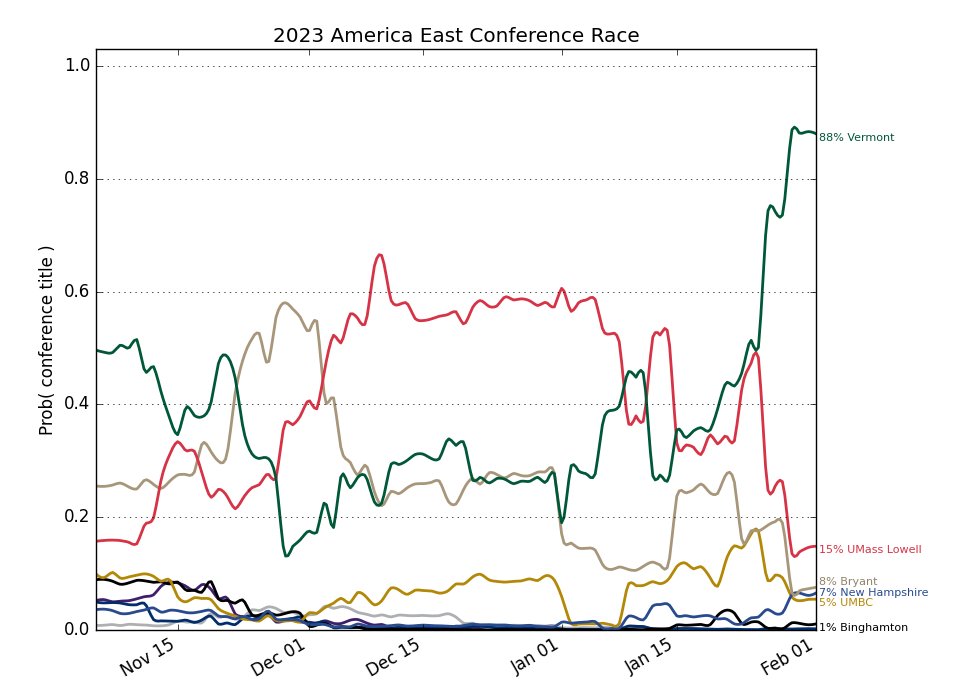 2023 America East Conference Race
1.0
0.8
0.6
0.4
0.2
0.0
Prob( conference title )
Nov 15
Dec 01
Dec 15
Jan 01
Jan 15
Feb 01
88% Vermont
15% UMass Lowell
8% Bryant
7% New Hampshire
5% UMBC
1% Binghamton